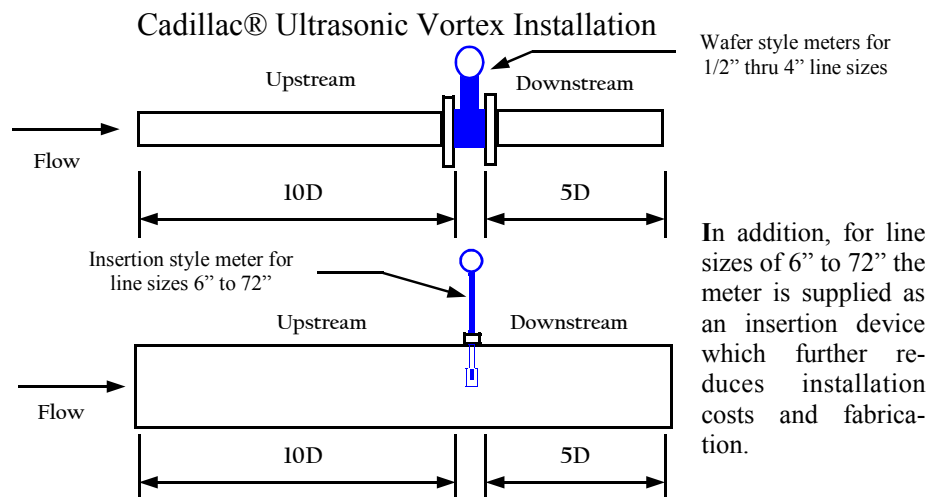 Cadillac® Ultrasonic Vortex Installation
Wafer style meters for
1/2” thru 4” line sizes
Upstream
Downstream
Flow
10D
5D
Insertion style meter for
line sizes 6” to 72”
Upstream
Downstream
Flow
10D
5D
In addition, for line
sizes of 6” to 72” the
meter is supplied as
an insertion device
which further re-
duces installation
costs and fabrica-
tion.